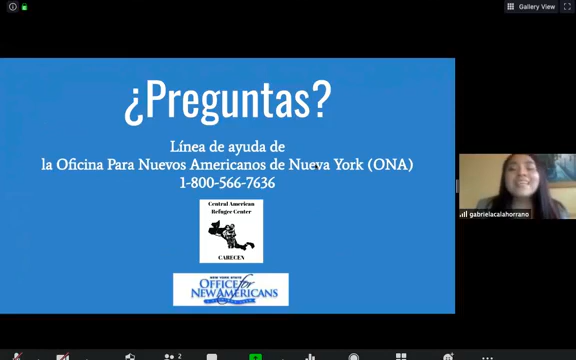 Gallery View
¿Preguntas?
Línea de ayuda de
la Oficina Para Nuevos Americanos de Nueva York (ONA)
1-800-566-7636
Central American
Refugee Center
CARECEN
NEW YORK STATE
OFFICE for
NEW AMERICANS
gabrielacalahorrano
2